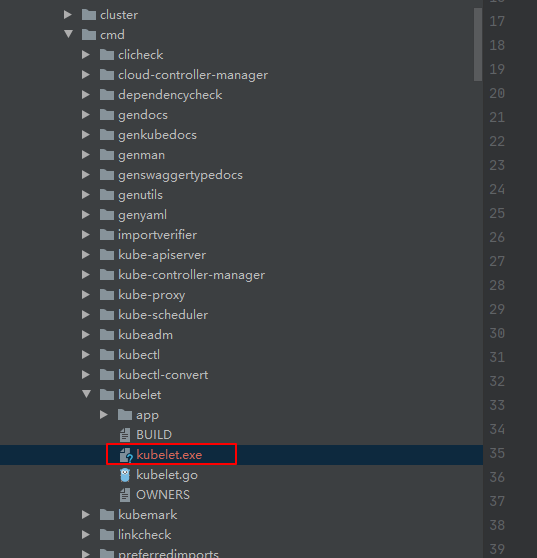 cluster
cmd
clicheck
cloud-controller-manager
dependencycheck
gendocs
genkubedocs
genman
genswaggertypedocs
genutils
genyaml
importverifier
kube-apiserver
kube-controller-manager
kube-proxy
kube-scheduler
kubeadm
kubectl
kubectl-convert
kubelet
app
BUILD
kubelet.exe
kubelet.go
OWNERS
kubemark
linkcheck
preferredimports
17
18
19
20
21
22
23
24
25
26
27
28
29
30
31
32
33
34
35
36
37
38
39